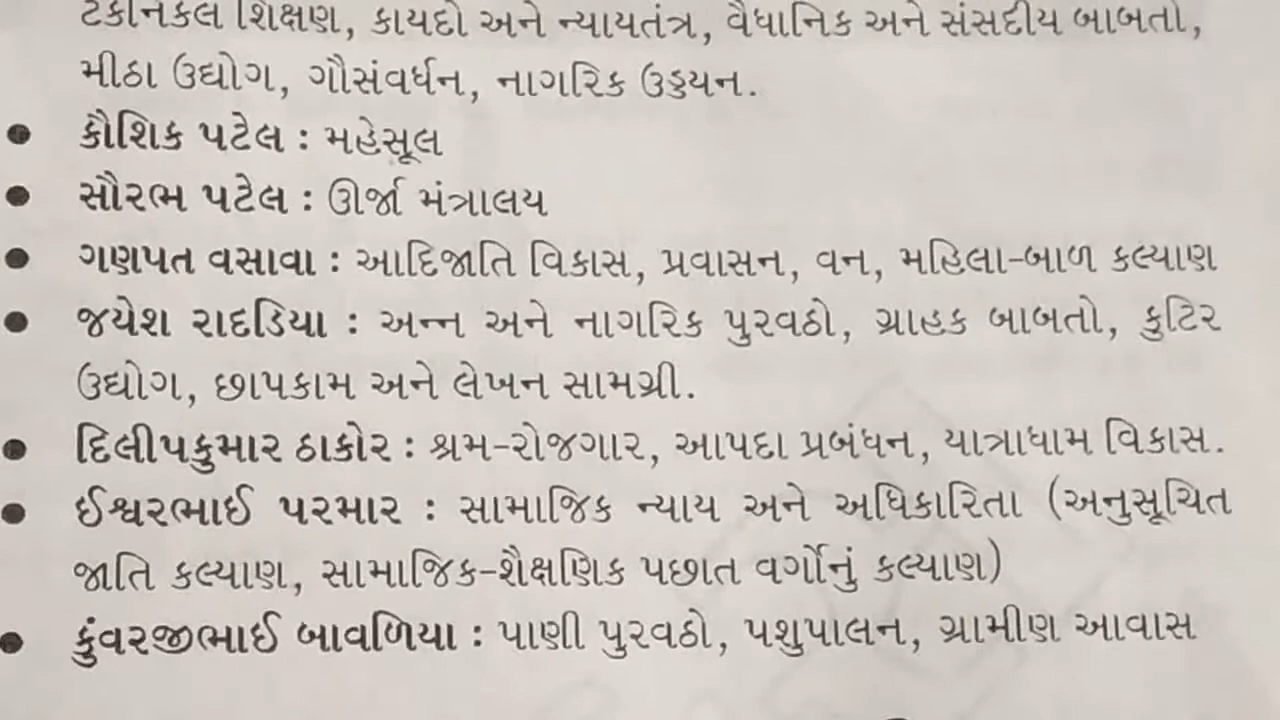 ટેકનિકલ શિક્ષણ, કાયદો અને ન્યાયતંત્ર, વૈધાનિક અને સંસદીય બાબતો,
મીઠા ઉદ્યોગ, ગૌસંવર્ધન, નાગરિક ઉડ્ડયન.
• કૌશિક પટેલ : મહેસૂલ
• સૌરભ પટેલ : ઊર્જા મંત્રાલય
• ગણપત વસાવા : આદિજાતિ વિકાસ, પ્રવાસન, વન, મહિલા-બાળ કલ્યાણ
• જયેશ રાદડિયા : અન્ન અને નાગરિક પુરવઠો, ગ્રાહક બાબતો, કુટિર
ઉદ્યોગ, છાપકામ અને લેખન સામગ્રી.
• દિલીપકુમાર ઠાકોર : શ્રમ-રોજગાર, આપદા પ્રબંધન, યાત્રાધામ વિકાસ.
• ઈશ્વરભાઈ પરમાર : સામાજિક ન્યાય અને અધિકારિતા (અનુસૂચિત
જાતિ કલ્યાણ, સામાજિક-શૈક્ષણિક પછાત વર્ગોનું કલ્યાણ)
• કુંવરજીભાઈ બાવળિયા : પાણી પુરવઠો, પશુપાલન, ગ્રામીણ આવાસ